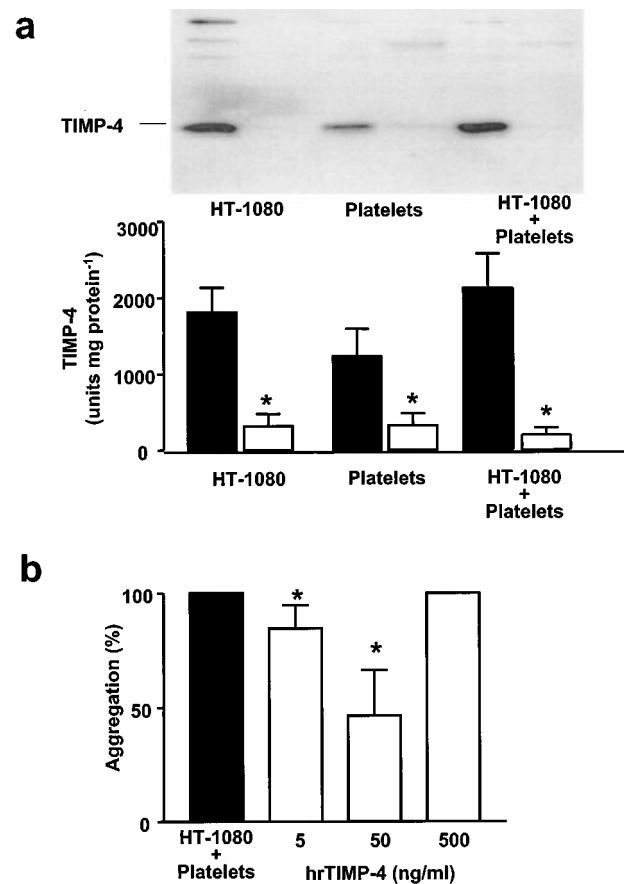 a
TIMP-4
HT-1080
Platelets
HT-1080
+
Platelets
3000
2000
1000
0
TIMP-4
(units mg protein⁻¹)
*
*
*
HT-1080
Platelets
HT-1080
+
Platelets
b
100
50
0
Aggregation (%)
*
*
HT-1080
+
Platelets
5
50
500
hrTIMP-4 (ng/ml)